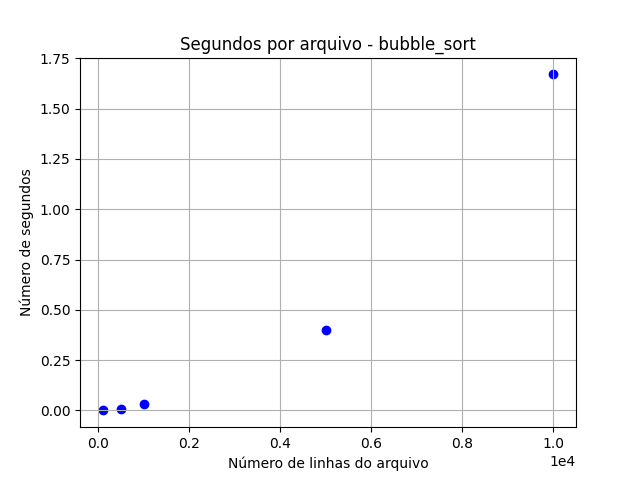 Segundos por arquivo - bubble_sort
1.75
1.50
1.25
1.00
0.75
0.50
0.25
0.00
Número de segundos
0.0 0.2 0.4 0.6 0.8 1.0
1e4
Número de linhas do arquivo